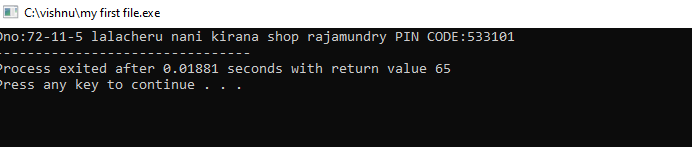 C:\vishnu\my first file.exe
Dno:72-11-5 lalacheru nani kirana shop rajamundry PIN CODE:533101
--------------------------------
Process exited after 0.01881 seconds with return value 65
Press any key to continue . . .